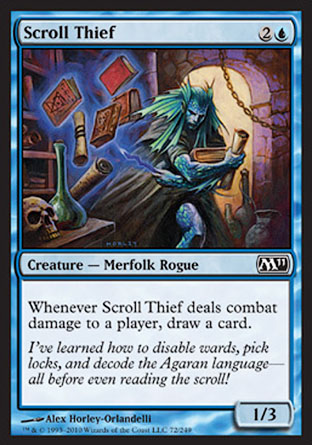 Scroll Thief 2
HORLEY
Creature — Merfolk Rogue M11
Whenever Scroll Thief deals combat
damage to a player, draw a card.
I've learned how to disable wards, pick
locks, and decode the Agaran language—
all before even reading the scroll!
Alex Horley-Orlandelli
™ & © 1993–2010 Wizards of the Coast LLC 72/249
1/3